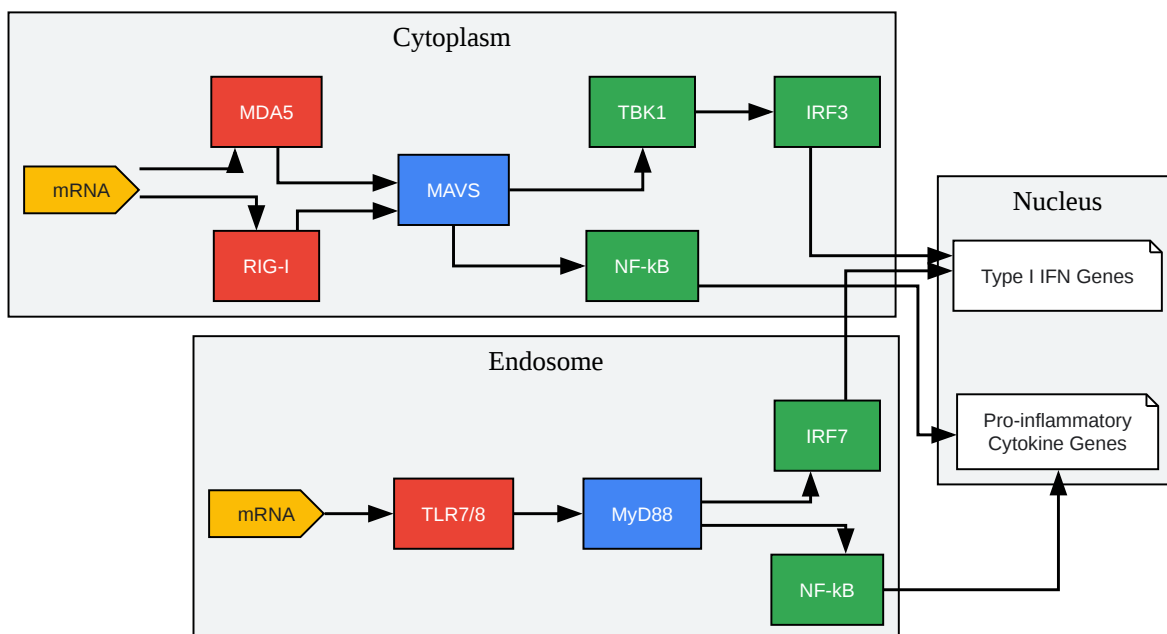 Cytoplasm
MDA5
TBK1
IRF3
mRNA
MAVS
RIG-I
NF-kB
Nucleus
Type I IFN Genes
Pro-inflammatory
Cytokine Genes
Endosome
IRF7
mRNA
TLR7/8
MyD88
NF-kB